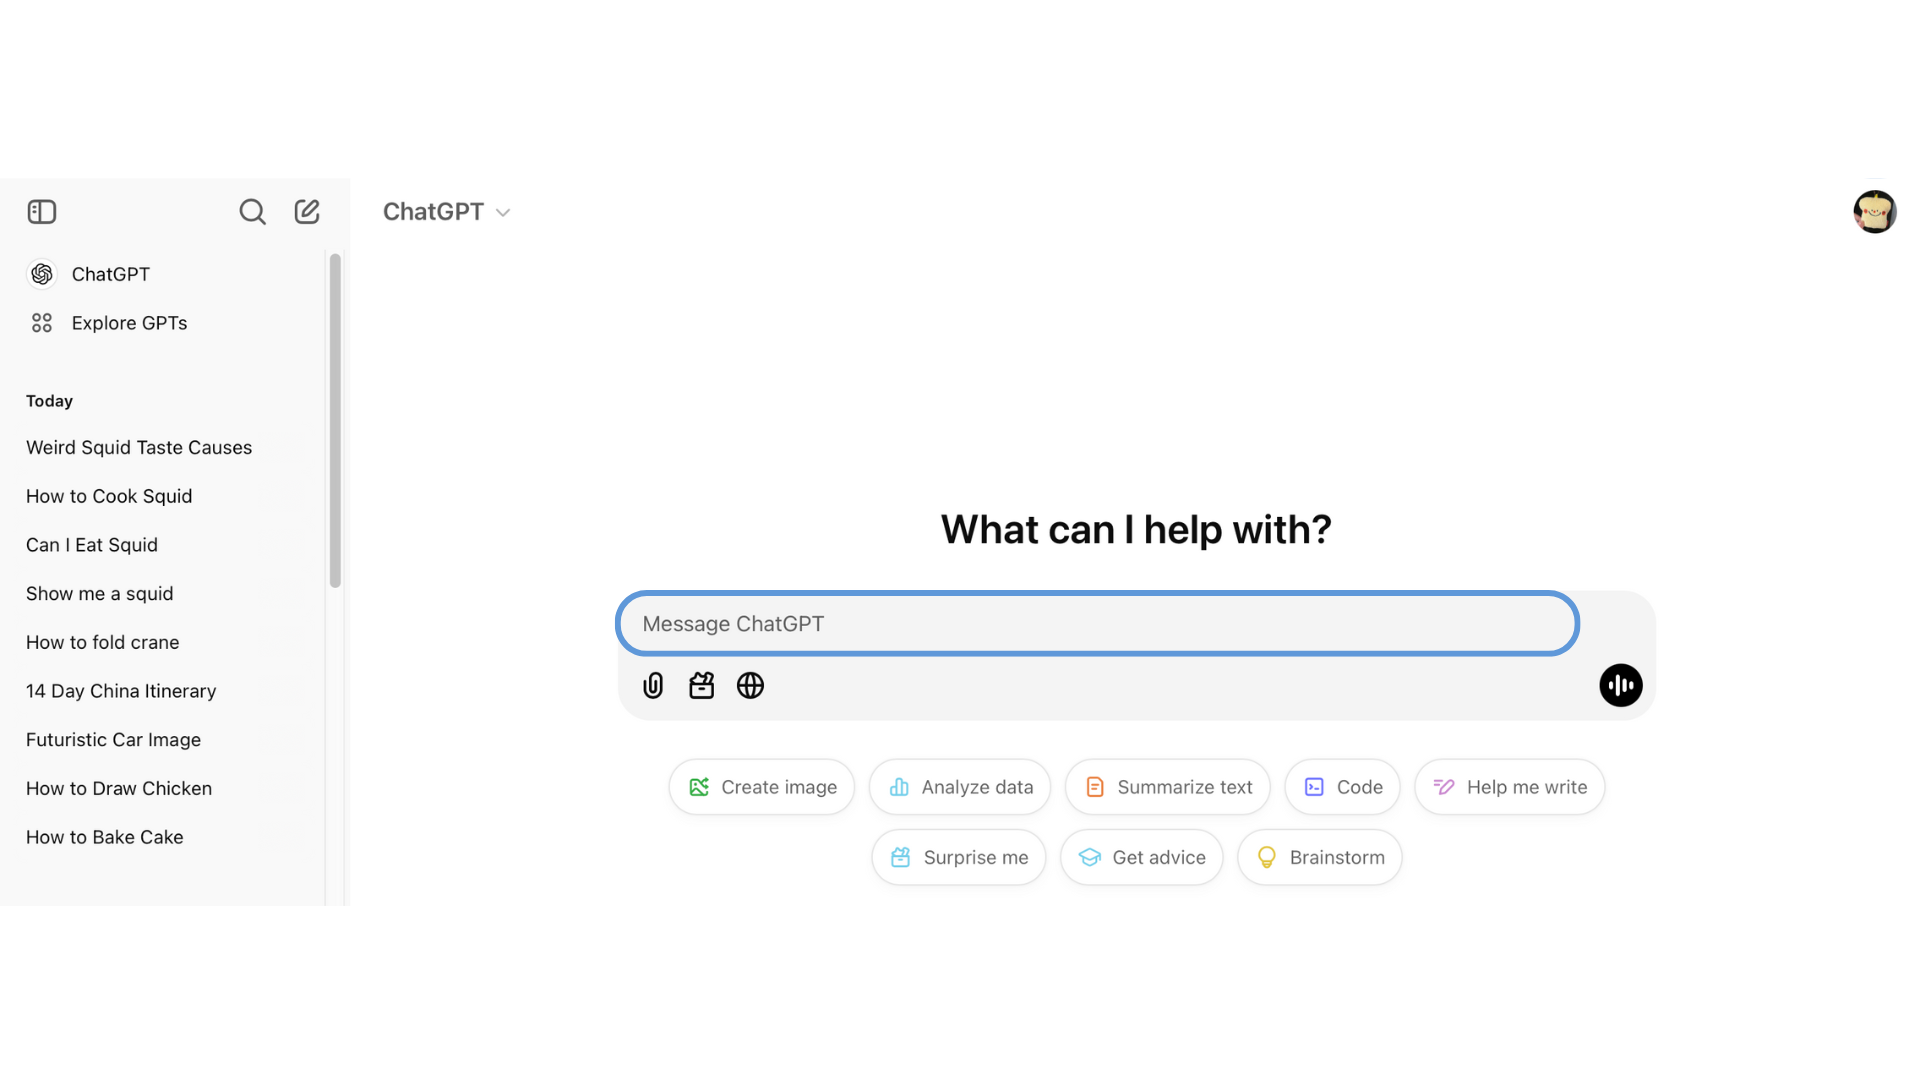 ChatGPT
ChatGPT
Explore GPTs
Today
Weird Squid Taste Causes
How to Cook Squid
Can I Eat Squid
Show me a squid
How to fold crane
14 Day China Itinerary
Futuristic Car Image
How to Draw Chicken
How to Bake Cake
What can I help with?
Message ChatGPT
Create image
Analyze data
Summarize text
Code
Help me write
Surprise me
Get advice
Brainstorm